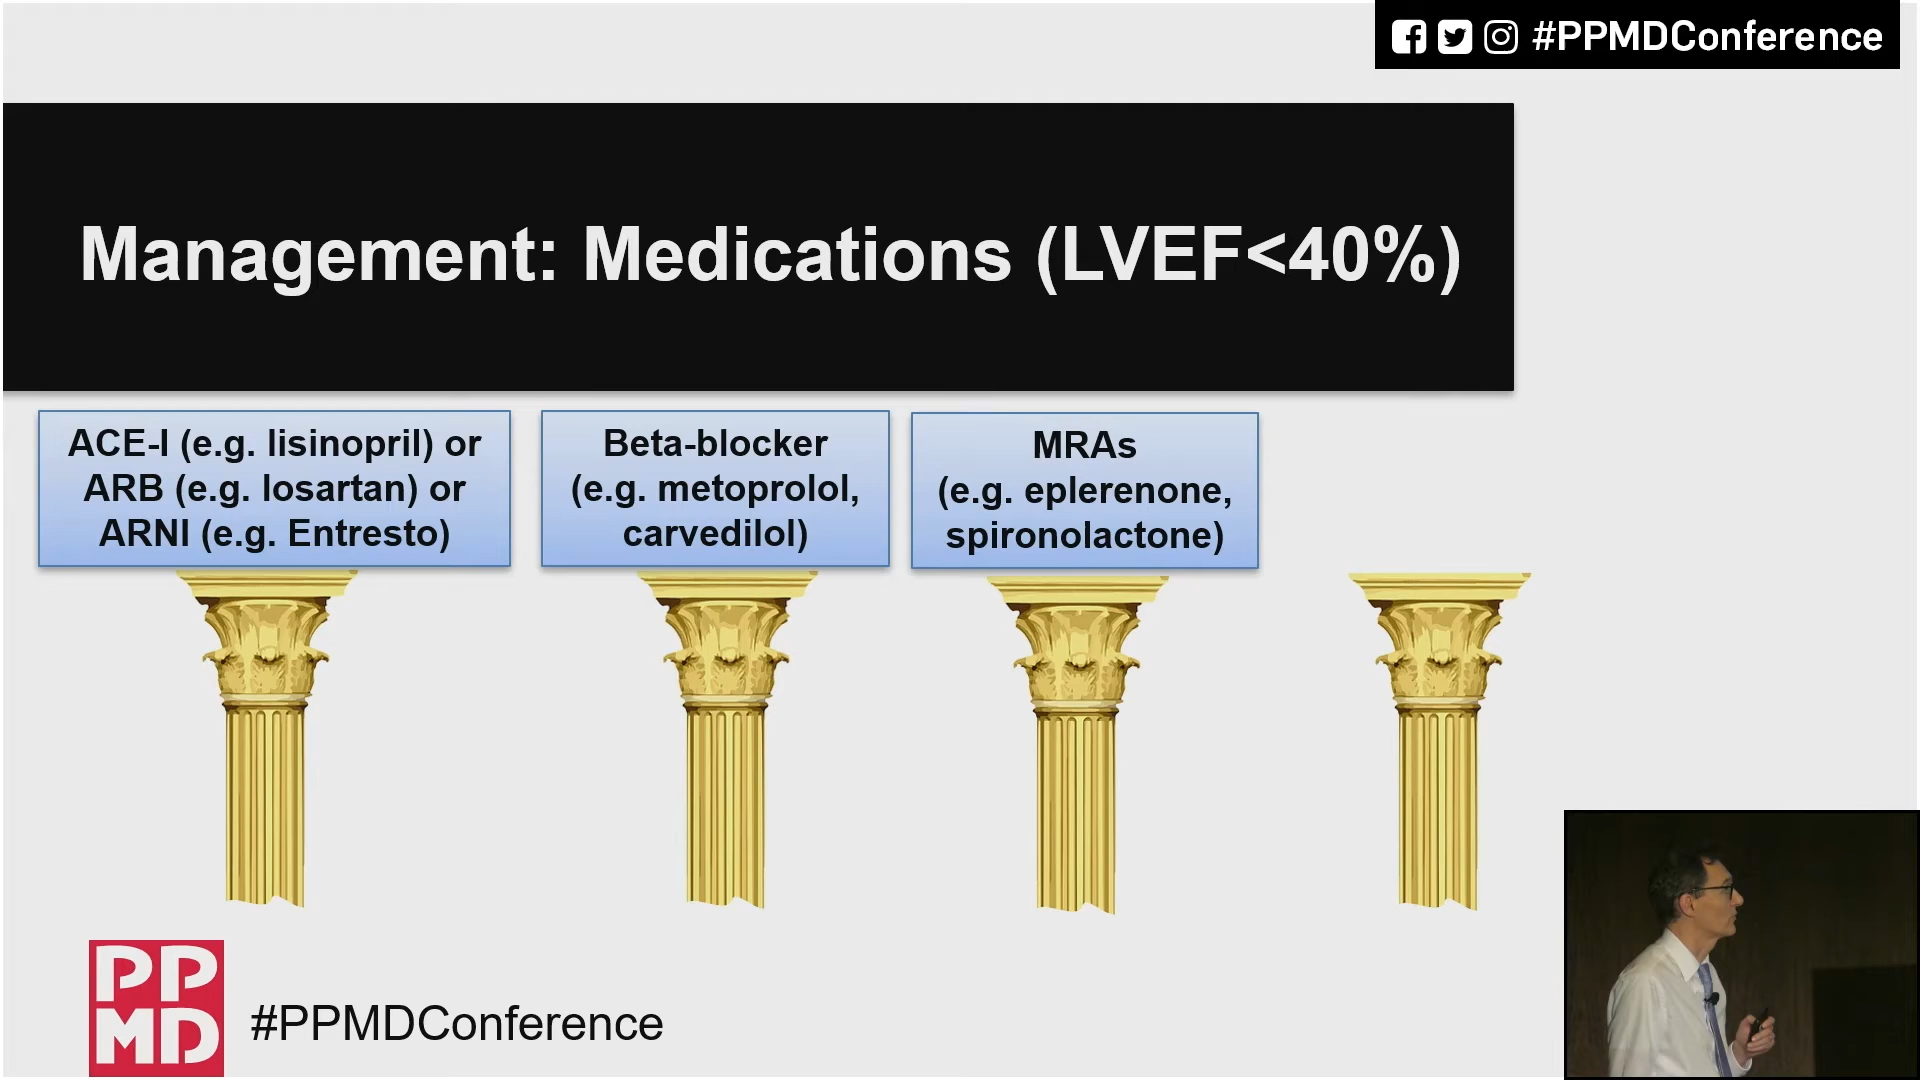 #PPMDConference
Management: Medications (LVEF<40%)
ACE-I (e.g. lisinopril) or
ARB (e.g. losartan) or
ARNI (e.g. Entresto)
Beta-blocker
(e.g. metoprolol,
carvedilol)
MRAs
(e.g. eplerenone,
spironolactone)
PP
MD
#PPMDConference